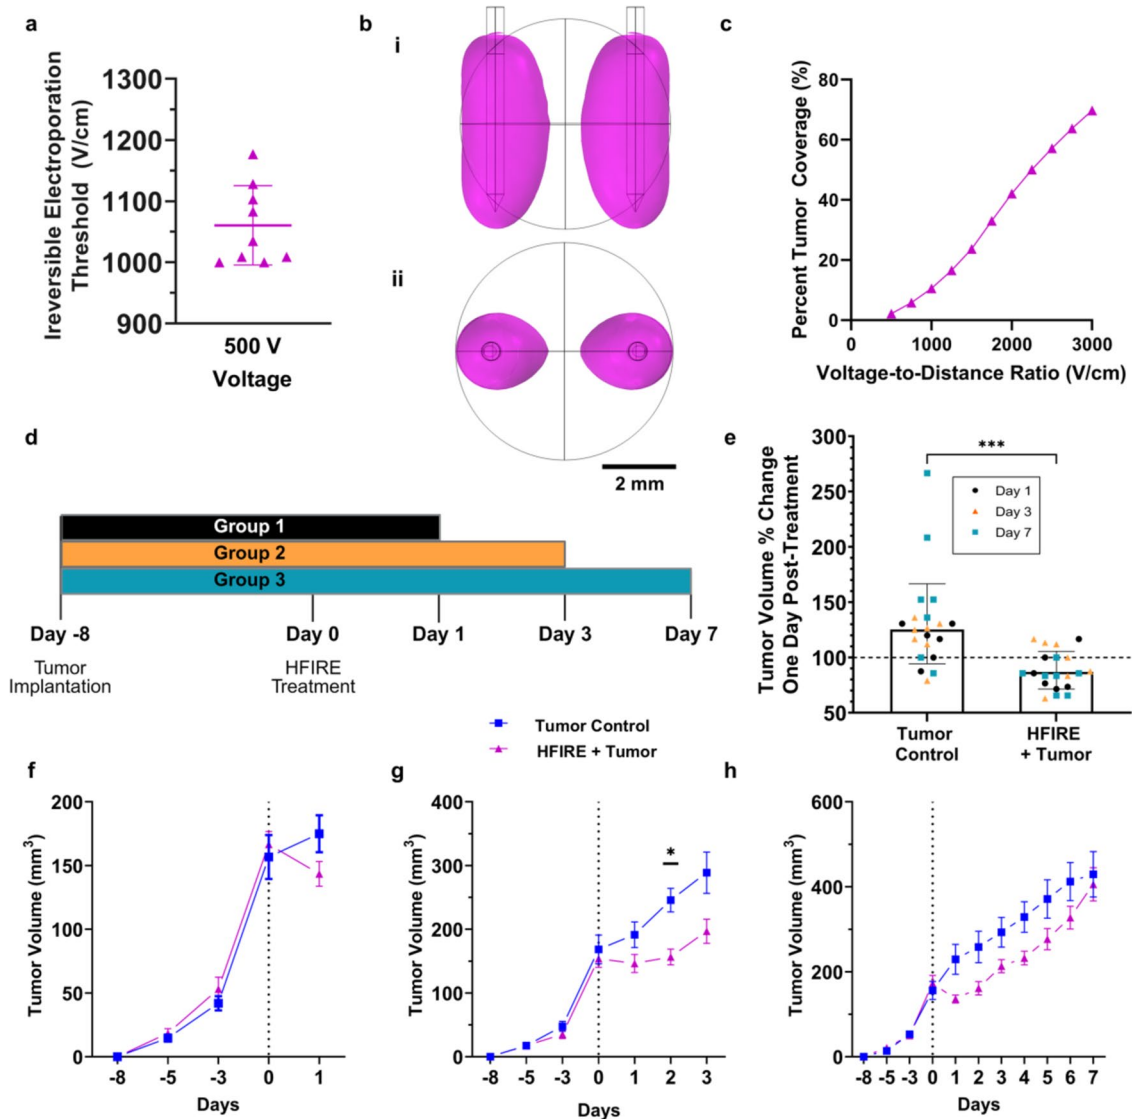 a
Ireversible Electroporation
Threshold (V/cm)
1300
1200
1100
1000
900
500 V
Voltage
b
i
ii
2 mm
c
Percent Tumor Coverage (%)
80
60
40
20
0
0
1000
2000
3000
Voltage-to-Distance Ratio (V/cm)
d
Group 1
Group 2
Group 3
Day -8
Day 0
Day 1
Day 3
Day 7
Tumor
Implantation
HFIRE
Treatment
e
Tumor Volume % Change
One Day Post-Treatment
300
250
200
150
100
50
***
Day 1
Day 3
Day 7
Tumor
Control
HFIRE
+ Tumor
Tumor Control
HFIRE + Tumor
f
Tumor Volume (mm³)
200
150
100
50
0
-8
-5
-3
0
1
Days
g
Tumor Volume (mm³)
400
300
200
100
0
*
-8
-5
-3
0
1
2
3
Days
h
Tumor Volume (mm³)
600
400
200
0
-8
-5
-3
0
1
2
3
4
5
6
7
Days